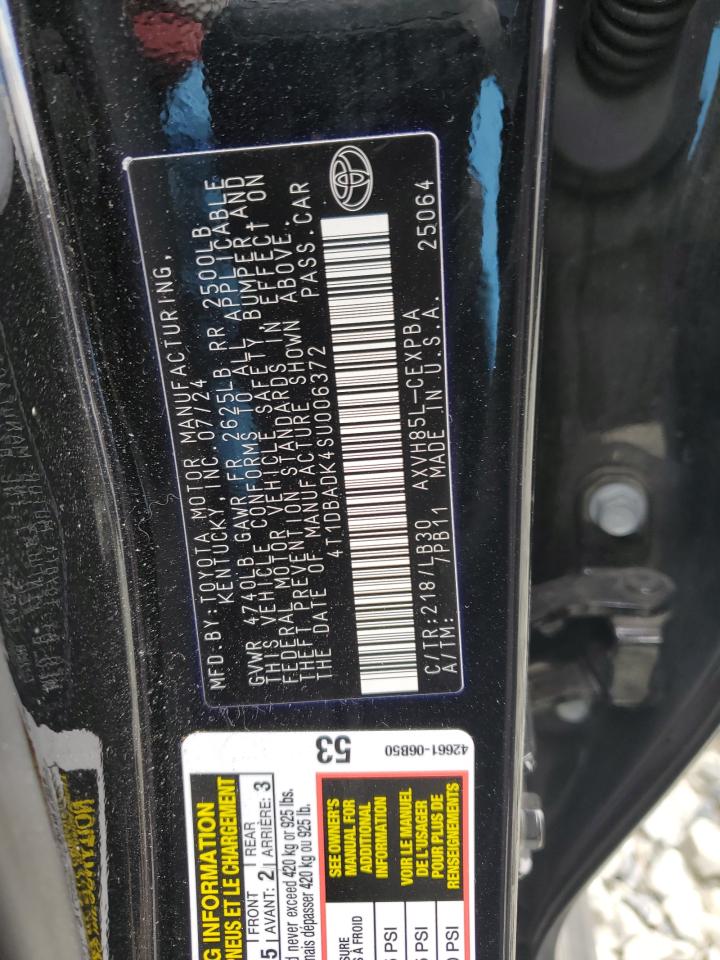 MFD.BY:TOYOTA MOTOR MANUFACTURING,
KENTUCKY, INC. 07/24
GVWR 4740LB GAWR FR 2625LB RR 2500LB
THIS VEHICLE CONFORMS TO ALL APPLICABLE
FEDERAL MOTOR VEHICLE SAFETY, BUMPER AND
THEFT PREVENTION STANDARDS IN EFFECT ON
THE DATE OF MANUFACTURE SHOWN ABOVE.
4T1DBADK4SU006372 PASS.CAR
C/TR:218 /LB30 AXVH85L-CEXPBA
A/TM: /PB11 MADE IN U.S.A. 25064
53
42661-06B50
INFORMATION
PNEUS ET LE CHARGEMENT
5 FRONT 2 REAR 3
AVANT: ARRIÈRE:
never exceed 420 kg or 925 lbs.
mais dépasser 420 kg ou 925 lb.
SEE OWNER'S
MANUAL FOR
ADDITIONAL
INFORMATION
VOIR LE MANUEL
DE L'USAGER
POUR PLUS DE
RENSEIGNEMENTS
À FROID
PSI
PSI
PSI